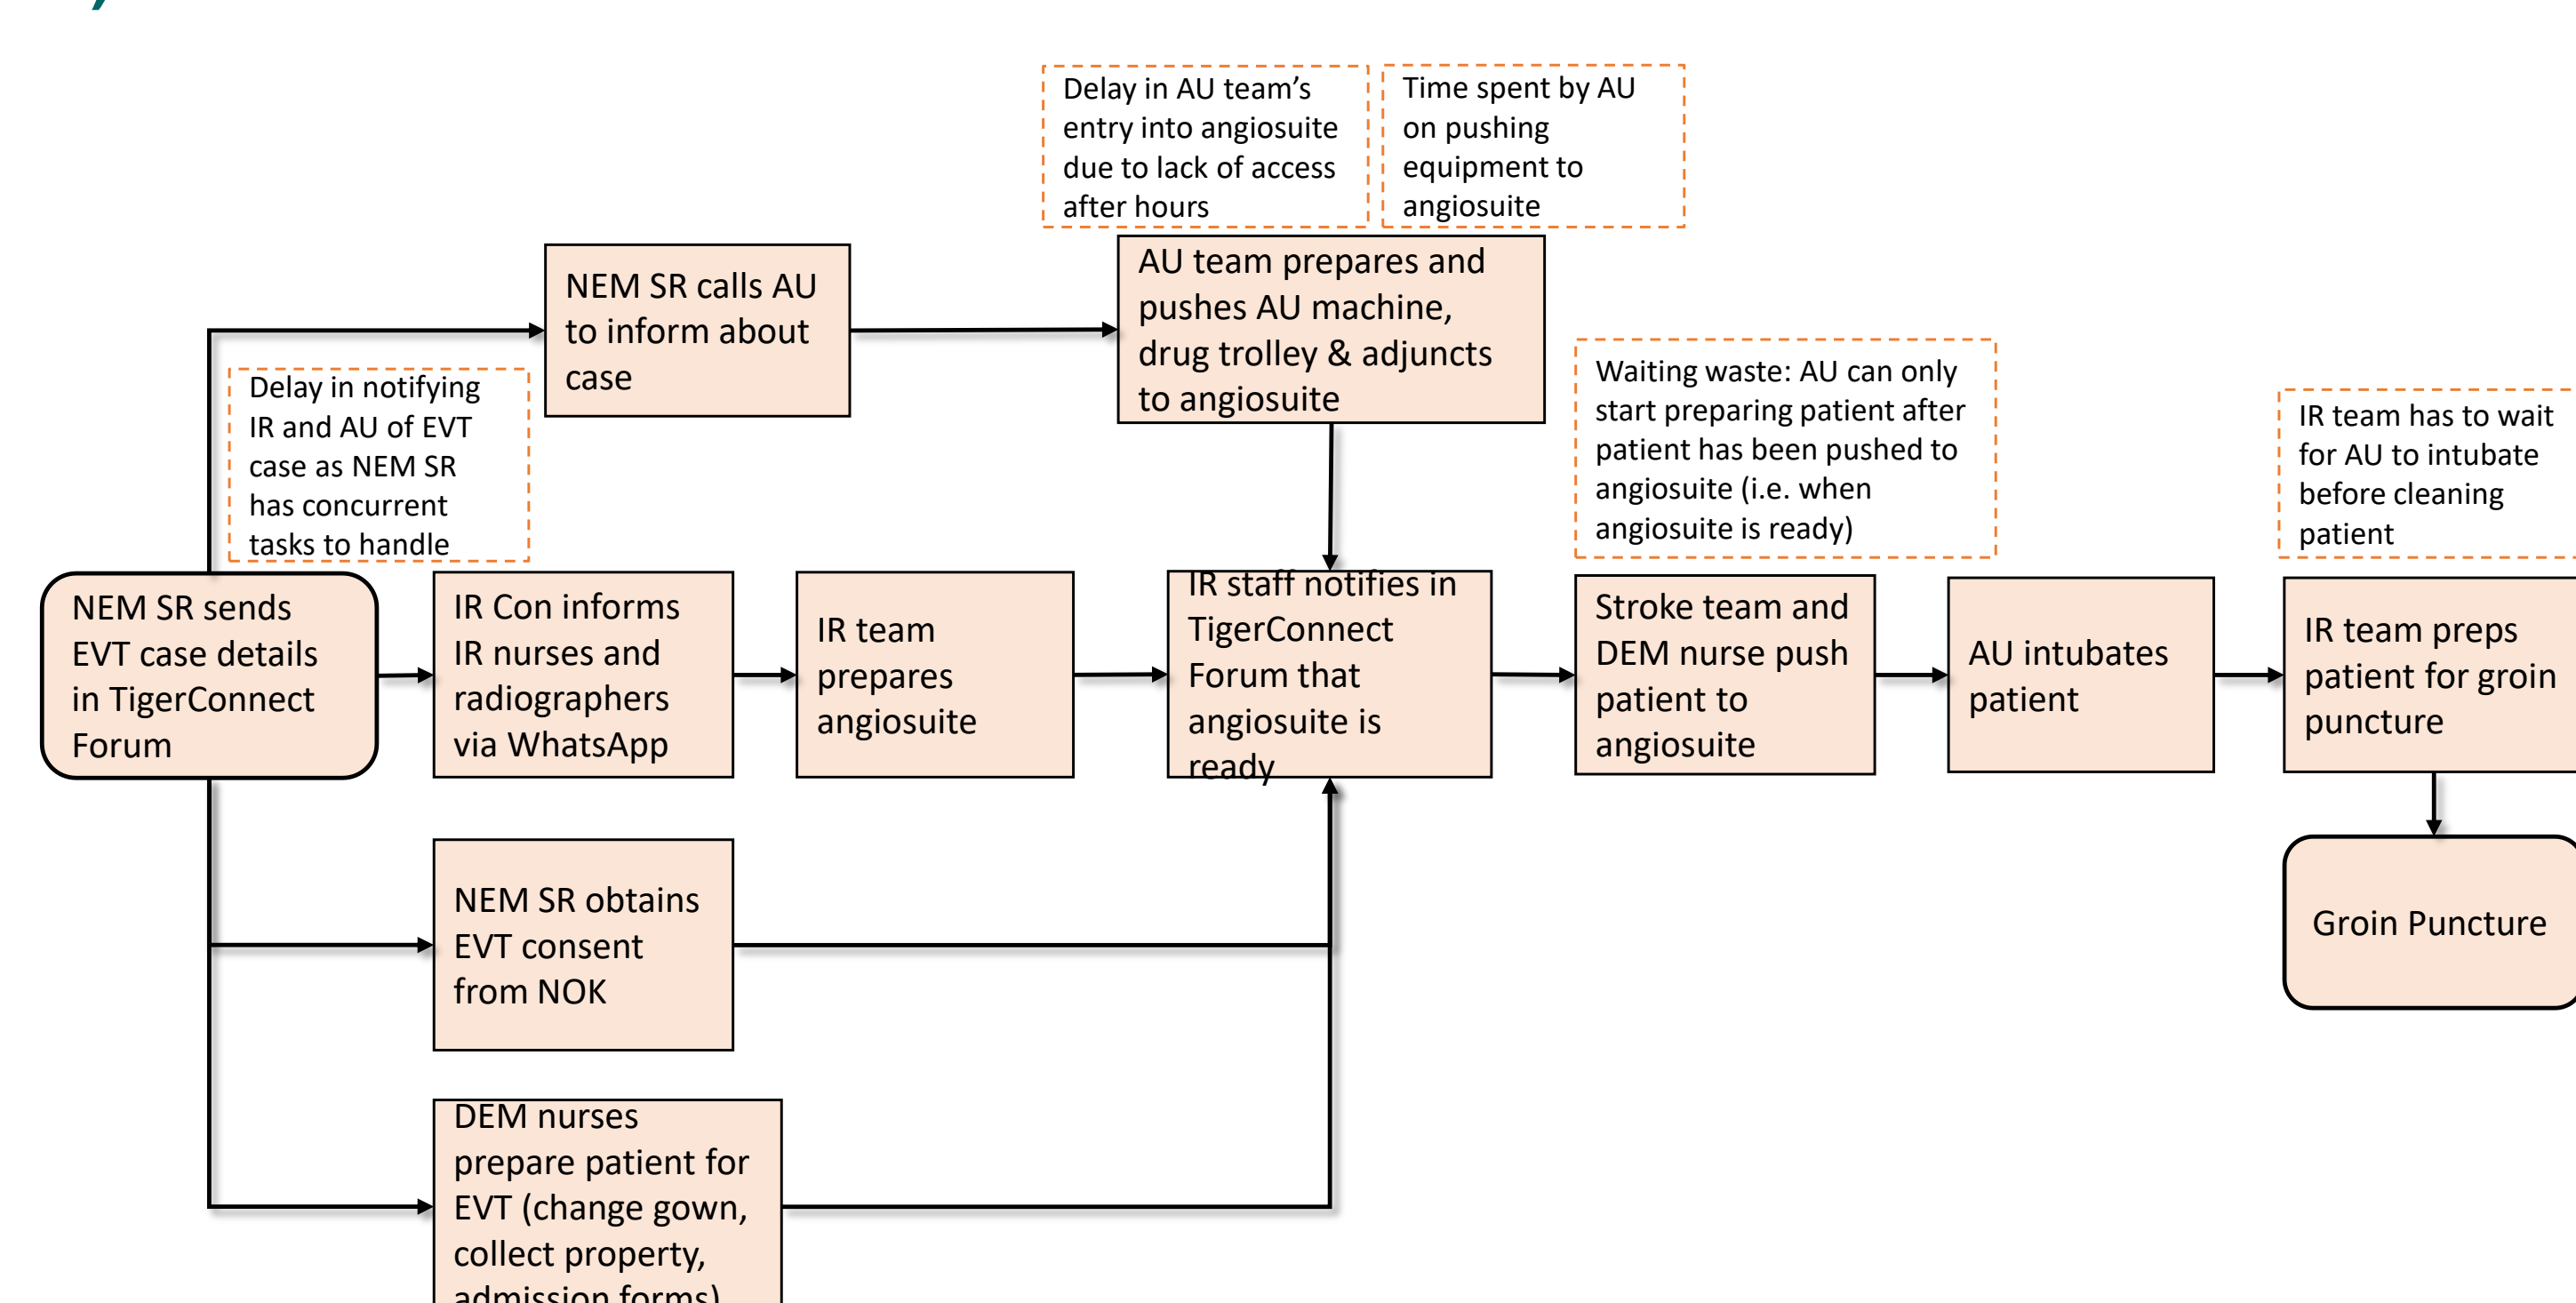 Delay in AU team’s
entry into angiosuite
due to lack of access
after hours
Time spent by AU
on pushing
equipment to
angiosuite
NEM SR calls AU
to inform about
case
AU team prepares and
pushes AU machine,
drug trolley & adjuncts
to angiosuite
Delay in notifying
IR and AU of EVT
case as NEM SR
has concurrent
tasks to handle
Waiting waste: AU can only
start preparing patient after
patient has been pushed to
angiosuite (i.e. when
angiosuite is ready)
IR team has to wait
for AU to intubate
before cleaning
patient
NEM SR sends
EVT case details
in TigerConnect
Forum
IR Con informs
IR nurses and
radiographers
via WhatsApp
IR team
prepares
angiosuite
IR staff notifies in
TigerConnect
Forum that
angiosuite is
ready
Stroke team and
DEM nurse push
patient to
angiosuite
AU intubates
patient
IR team preps
patient for groin
puncture
NEM SR obtains
EVT consent
from NOK
Groin Puncture
DEM nurses
prepare patient for
EVT (change gown,
collect property,
admission forms)